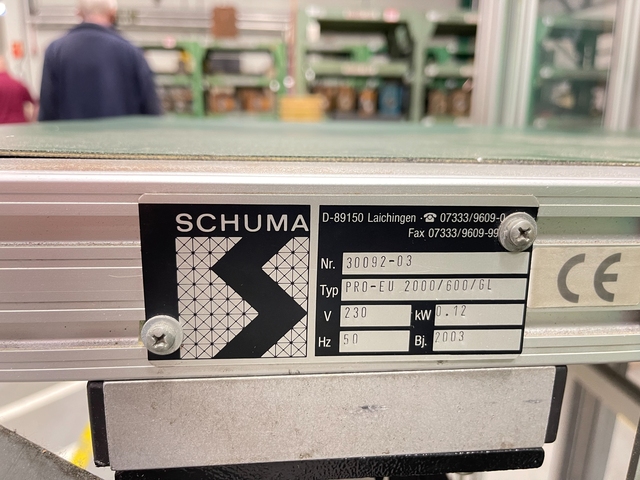 SCHUMA
D-89150 Laichingen · ☎ 07333/9609-0
Fax 07333/9609-99
Nr. 30092-03
Typ PRO-EU 2000/600/GL
V 230 kW 0.12
Hz 50 Bj. 2003
CE